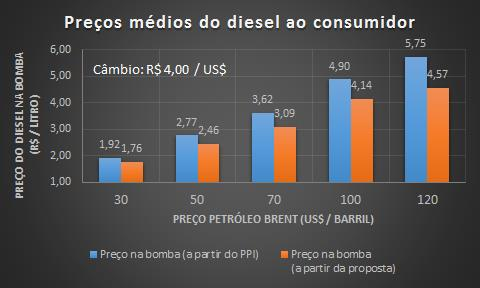 Preços médios do diesel ao consumidor
Câmbio: R$ 4,00 / US$
PREÇO DO DIESEL NA BOMBA
(R$ / LITRO)
6,00
5,00
4,00
3,00
2,00
1,00
1,92
1,76
2,77
2,46
3,62
3,09
4,90
4,14
5,75
4,57
30
50
70
100
120
PREÇO PETRÓLEO BRENT (US$ / BARRIL)
Preço na bomba (a partir do PPI)
Preço na bomba
(a partir da proposta)